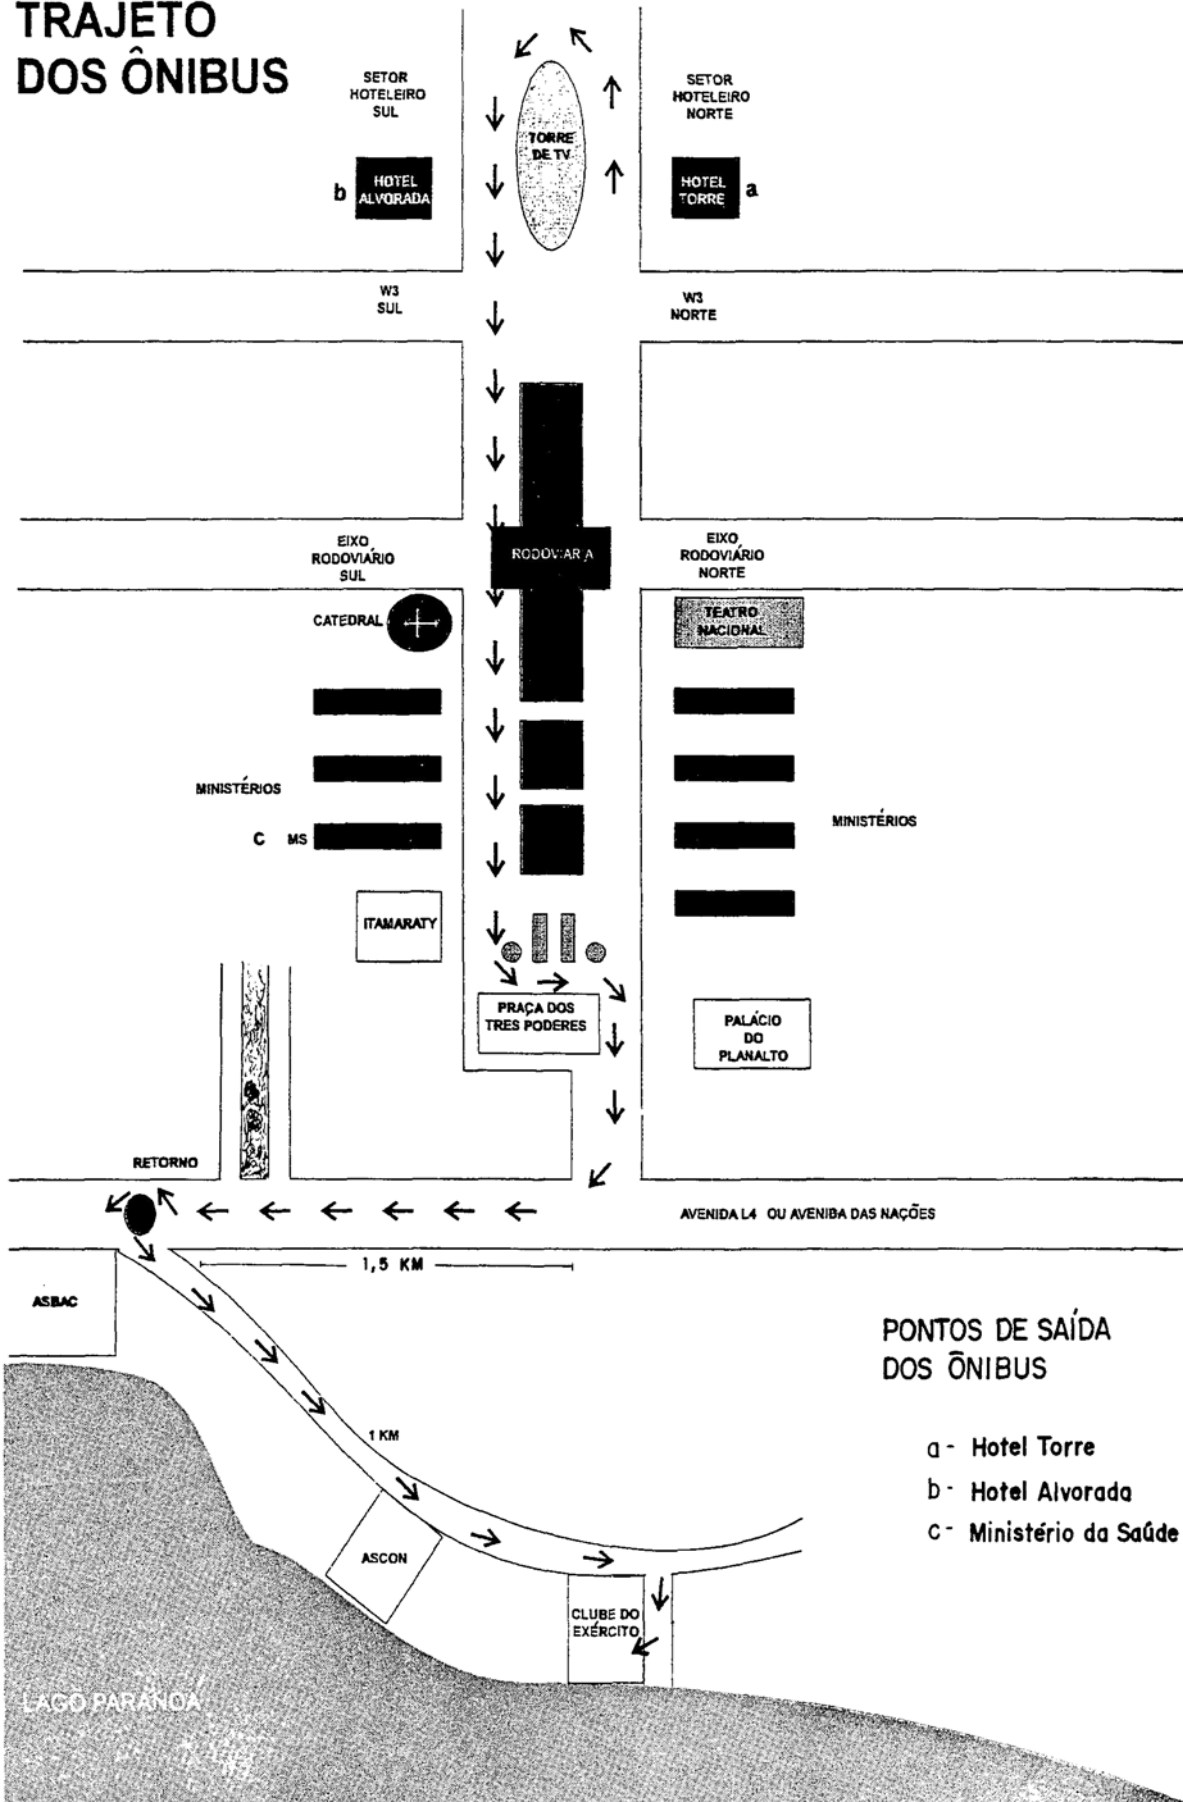 TRAJETO
DOS ÔNIBUS
SETOR
HOTELEIRO
SUL
SETOR
HOTELEIRO
NORTE
TORRE
DE TV
b
HOTEL
ALVORADA
HOTEL
TORRE
a
W3
SUL
W3
NORTE
EIXO
RODOVIÁRIO
SUL
RODOVIARIA
EIXO
RODOVIÁRIO
NORTE
CATEDRAL
TEATRO
NACIONAL
MINISTÉRIOS
MINISTÉRIOS
C MS
ITAMARATY
PRAÇA DOS
TRES PODERES
PALÁCIO
DO
PLANALTO
RETORNO
AVENIDA L4 OU AVENIBA DAS NAÇÕES
1,5 KM
ASBAC
PONTOS DE SAÍDA
DOS ÕNIBUS
a - Hotel Torre
b - Hotel Alvorada
c - Ministério da Saúde
1 KM
ASCON
CLUBE DO
EXÉRCITO
LAGO PARANOÁ